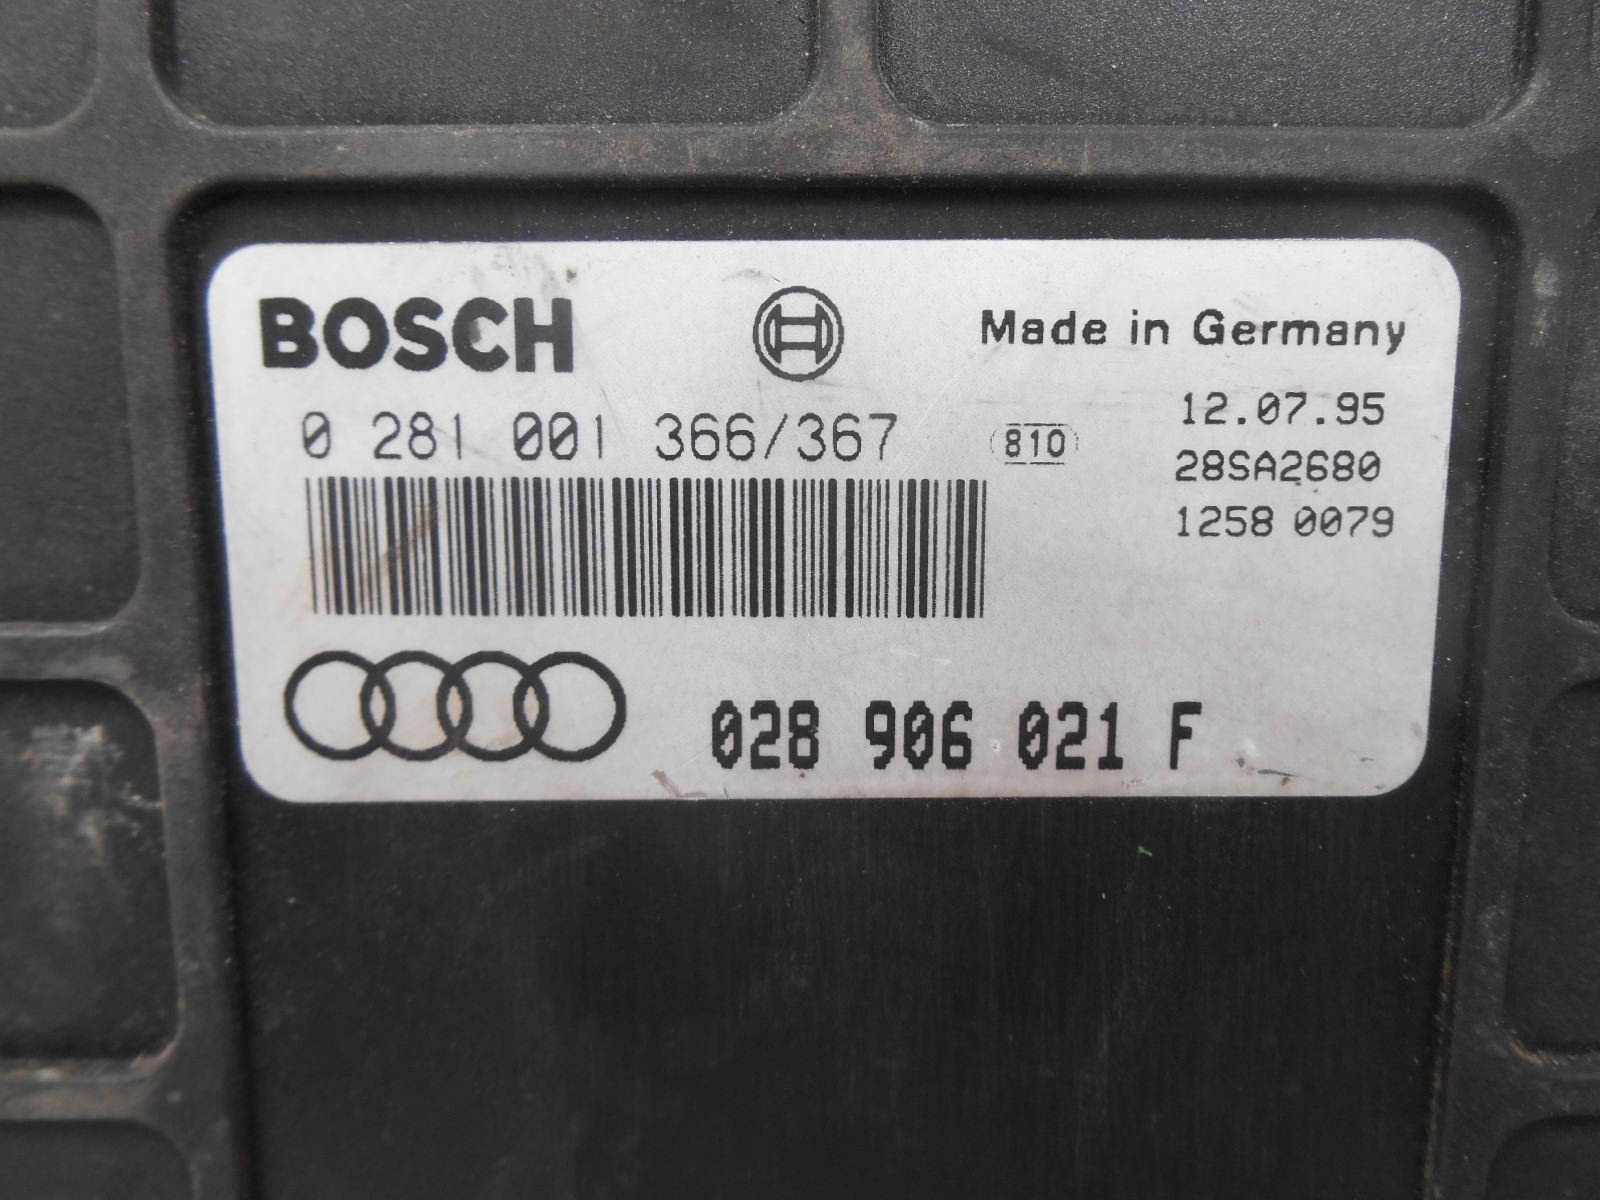 BOSCH Made in Germany
12.07.95
0 281 001 366/367 810
28SA2680
1258 0079
028 906 021 F